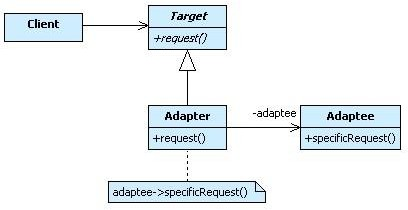 Client
Target
+request()
Adapter
+request()
-adaptee
Adaptee
+specificRequest()
adaptee->specificRequest()